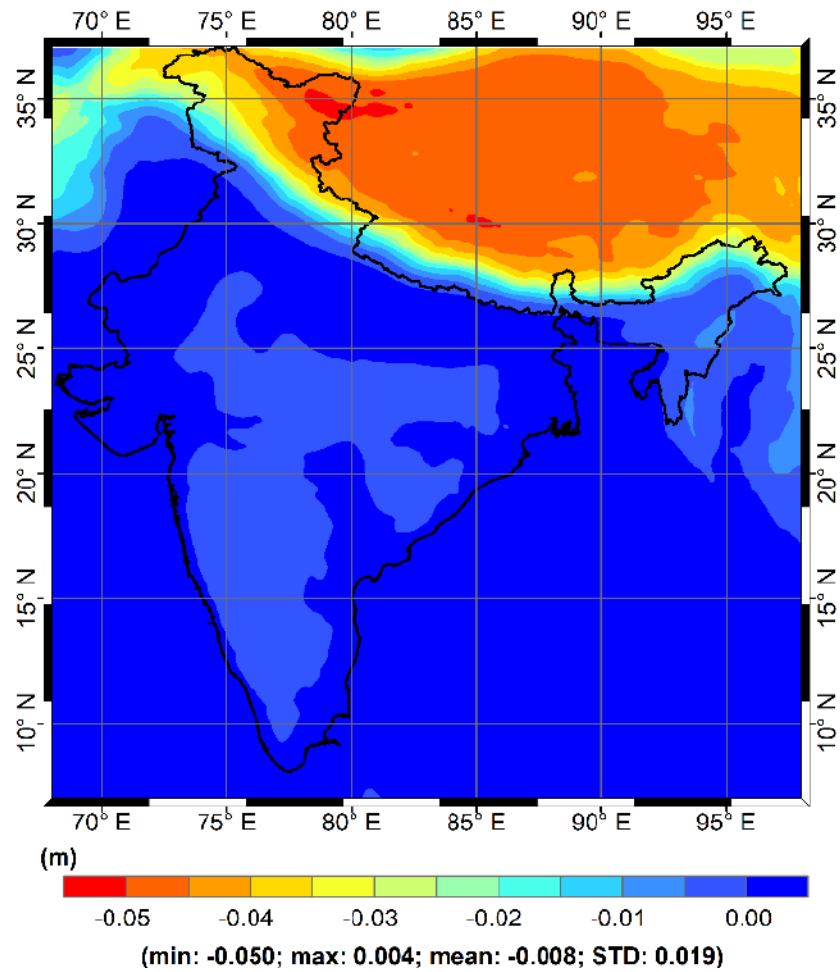 70° E 75° E 80° E 85° E 90° E 95° E
35° N 35° N
30° N 30° N
25° N 25° N
20° N 20° N
15° N 15° N
10° N 10° N
70° E 75° E 80° E 85° E 90° E 95° E
(m)
-0.05 -0.04 -0.03 -0.02 -0.01 0.00
(min: -0.050; max: 0.004; mean: -0.008; STD: 0.019)